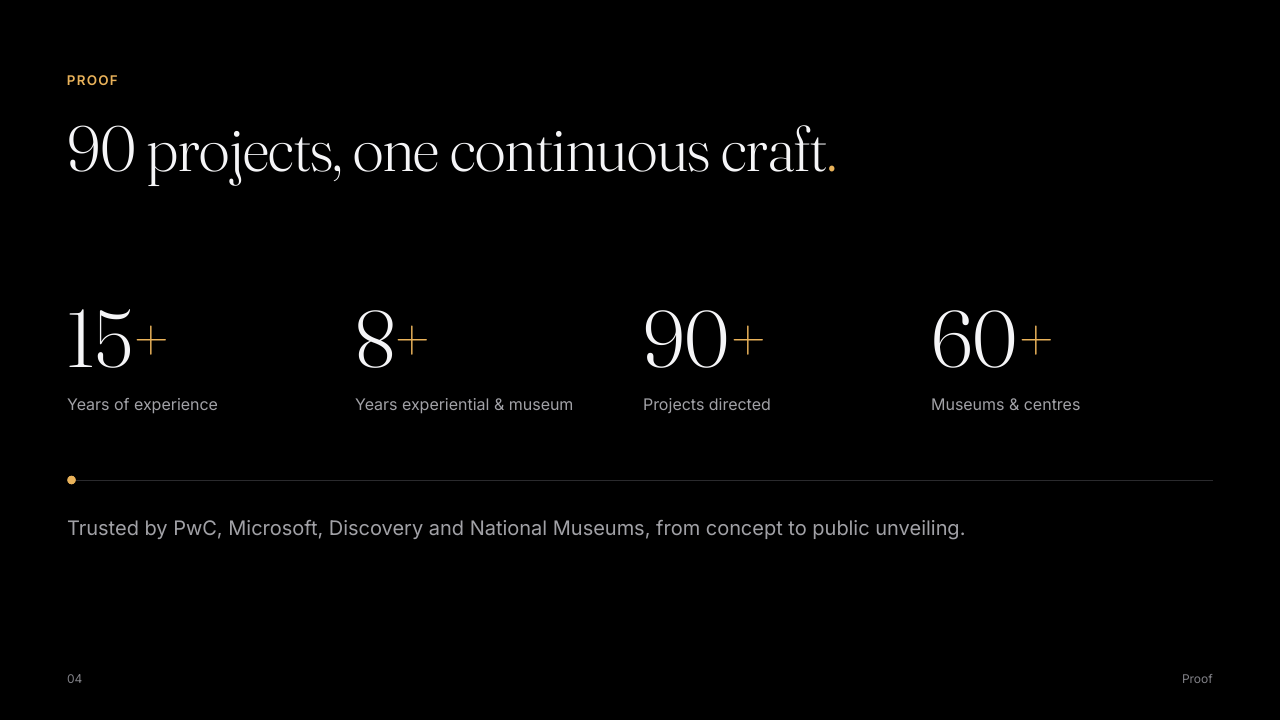 PROOF
90 projects, one continuous craft.
15+
8+
90+
60+
Years of experience
Years experiential & museum
Projects directed
Museums & centres
Trusted by PwC, Microsoft, Discovery and National Museums, from concept to public unveiling.
04
Proof